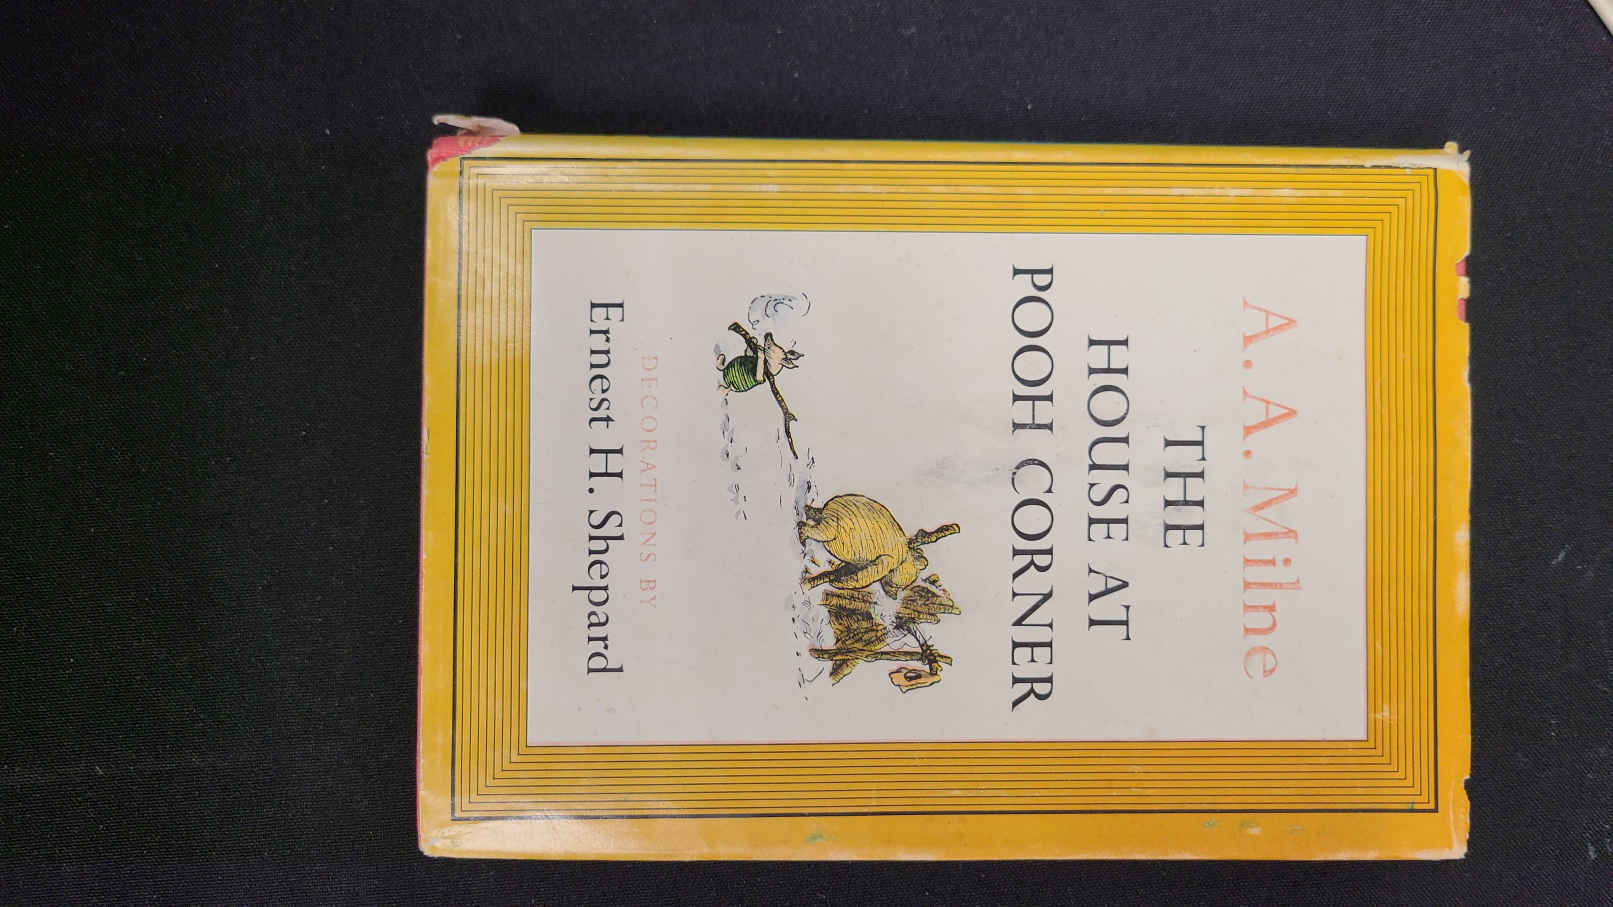 A. A. Milne
THE
HOUSE AT
POOH CORNER
DECORATIONS BY
Ernest H. Shepard